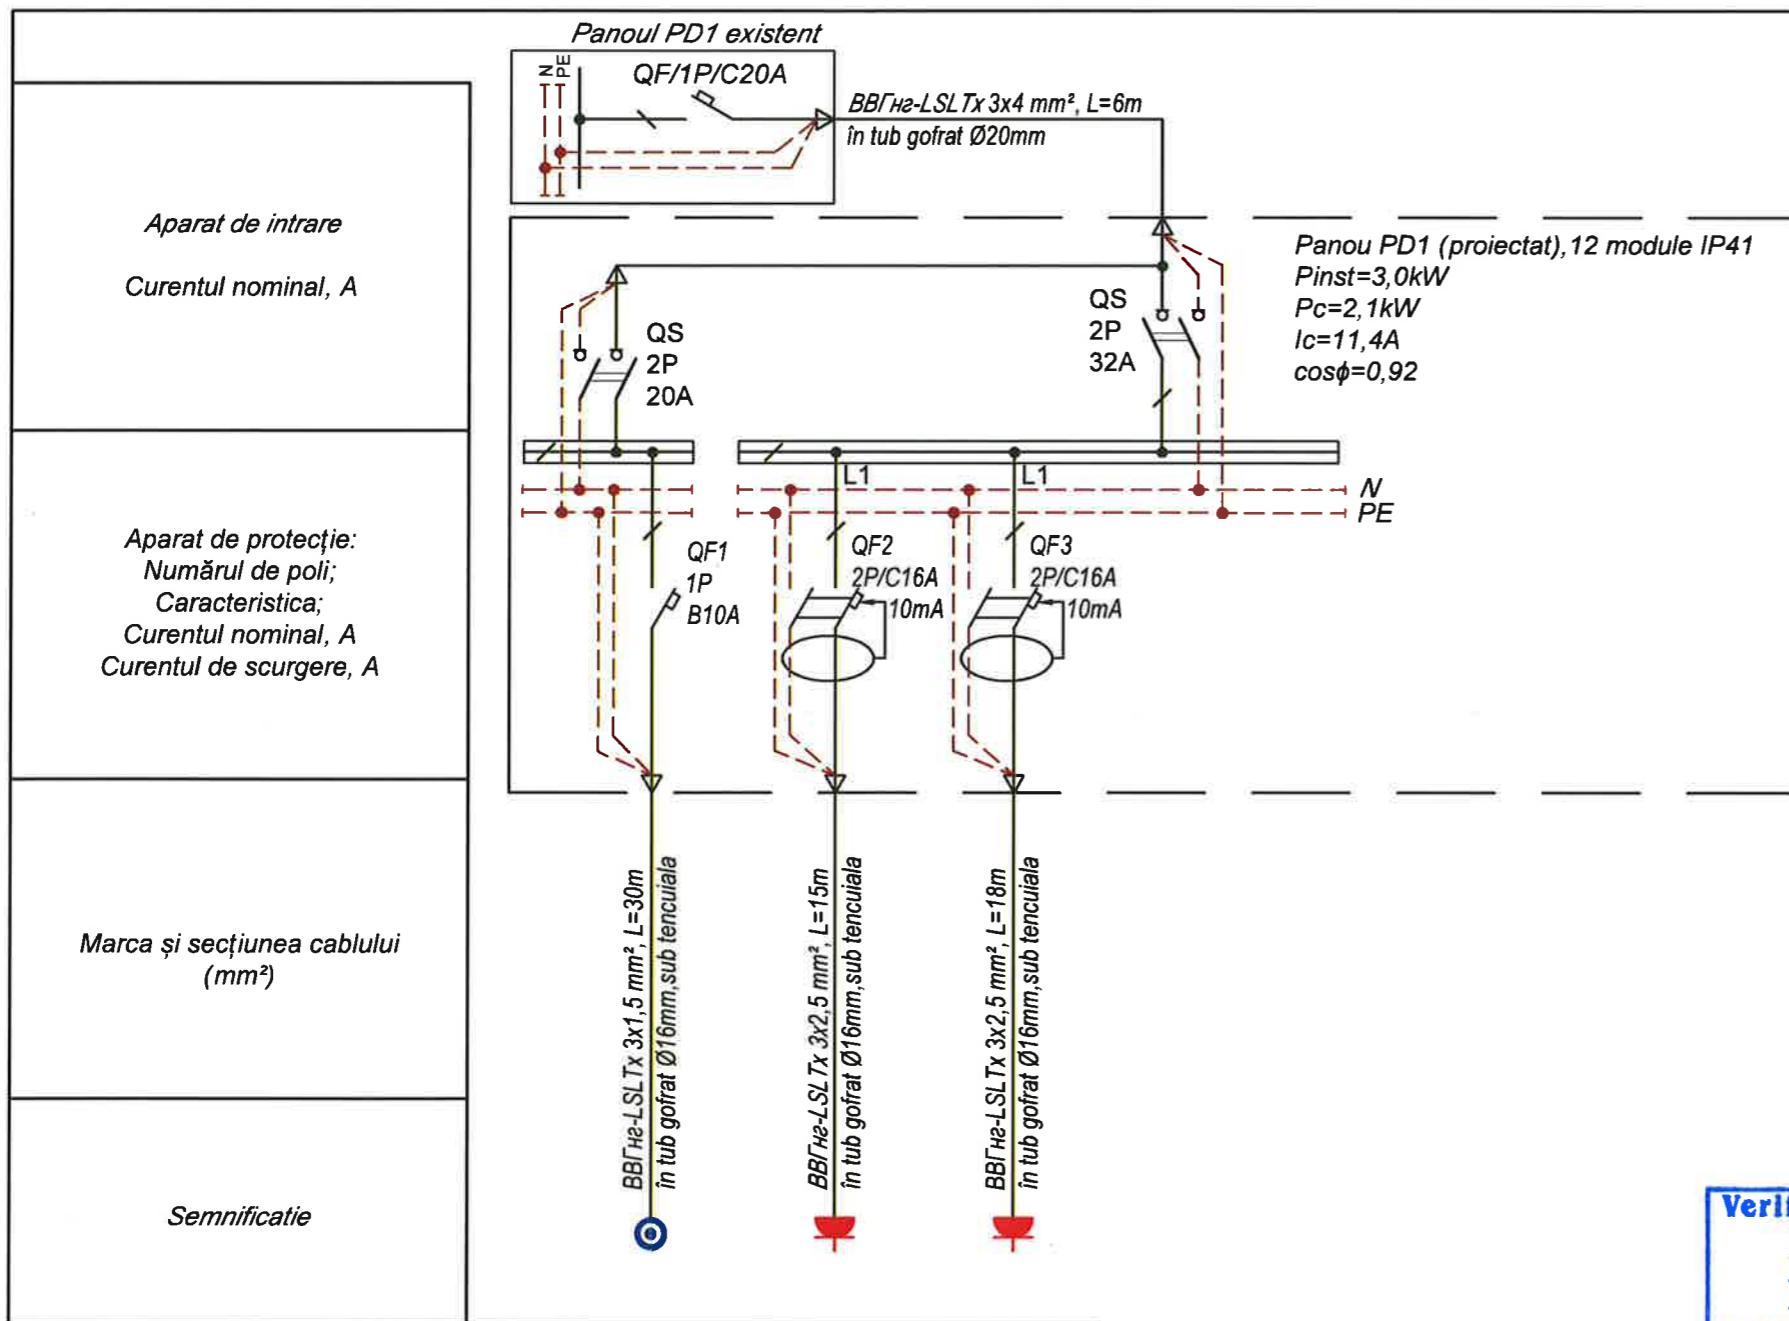 Panoul PD1 existent
N
PE
QF/1P/C20A
ВВГнг-LSLTx 3x4 mm², L=6m
în tub gofrat Ø20mm
Aparat de intrare
Curentul nominal, A
Panou PD1 (proiectat),12 module IP41
Pinst=3,0kW
Pc=2,1kW
Ic=11,4A
cosϕ=0,92
QS
2P
20A
QS
2P
32A
L1
L1
N
PE
Aparat de protecție:
Numărul de poli;
Caracteristica;
Curentul nominal, A
Curentul de scurgere, A
QF1
1P
B10A
QF2
2P/C16A
10mA
QF3
2P/C16A
10mA
Marca și secțiunea cablului
(mm²)
ВВГнг-LSLTx 3x1,5 mm², L=30m
în tub gofrat Ø16mm,sub tencuiala
ВВГнг-LSLTx 3x2,5 mm², L=15m
în tub gofrat Ø16mm,sub tencuiala
ВВГнг-LSLTx 3x2,5 mm², L=18m
în tub gofrat Ø16mm,sub tencuiala
Semnificatie